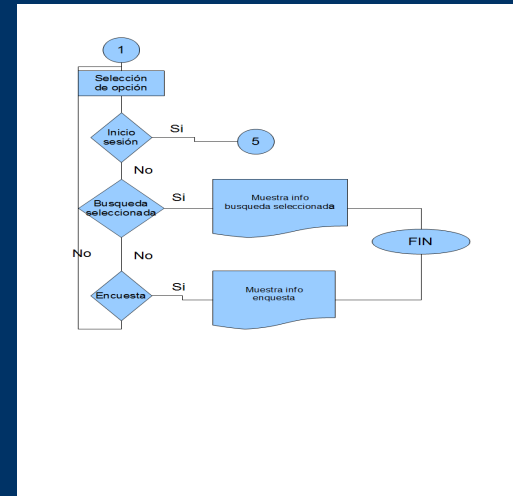 1
Selección
de opción
Inicio
sesión
Si
5
No
Busqueda
seleccionada
Si
Muestra info
busqueda seleccionada
FIN
No
No
Encuesta
Si
Muestra info
enquesta